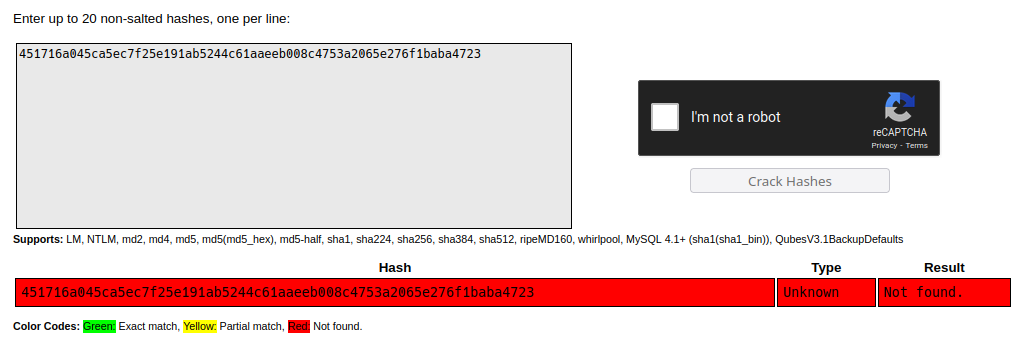 Enter up to 20 non-salted hashes, one per line:
451716a045ca5ec7f25e191ab5244c61aaeeb008c4753a2065e276f1baba4723
I'm not a robot
reCAPTCHA
Privacy - Terms
Crack Hashes
Supports: LM, NTLM, md2, md4, md5, md5(md5_hex), md5-half, sha1, sha224, sha256, sha384, sha512, ripeMD160, whirlpool, MySQL 4.1+ (sha1(sha1_bin)), QubesV3.1BackupDefaults
Hash Type Result
451716a045ca5ec7f25e191ab5244c61aaeeb008c4753a2065e276f1baba4723 Unknown Not found.
Color Codes: Green: Exact match, Yellow: Partial match, Red: Not found.